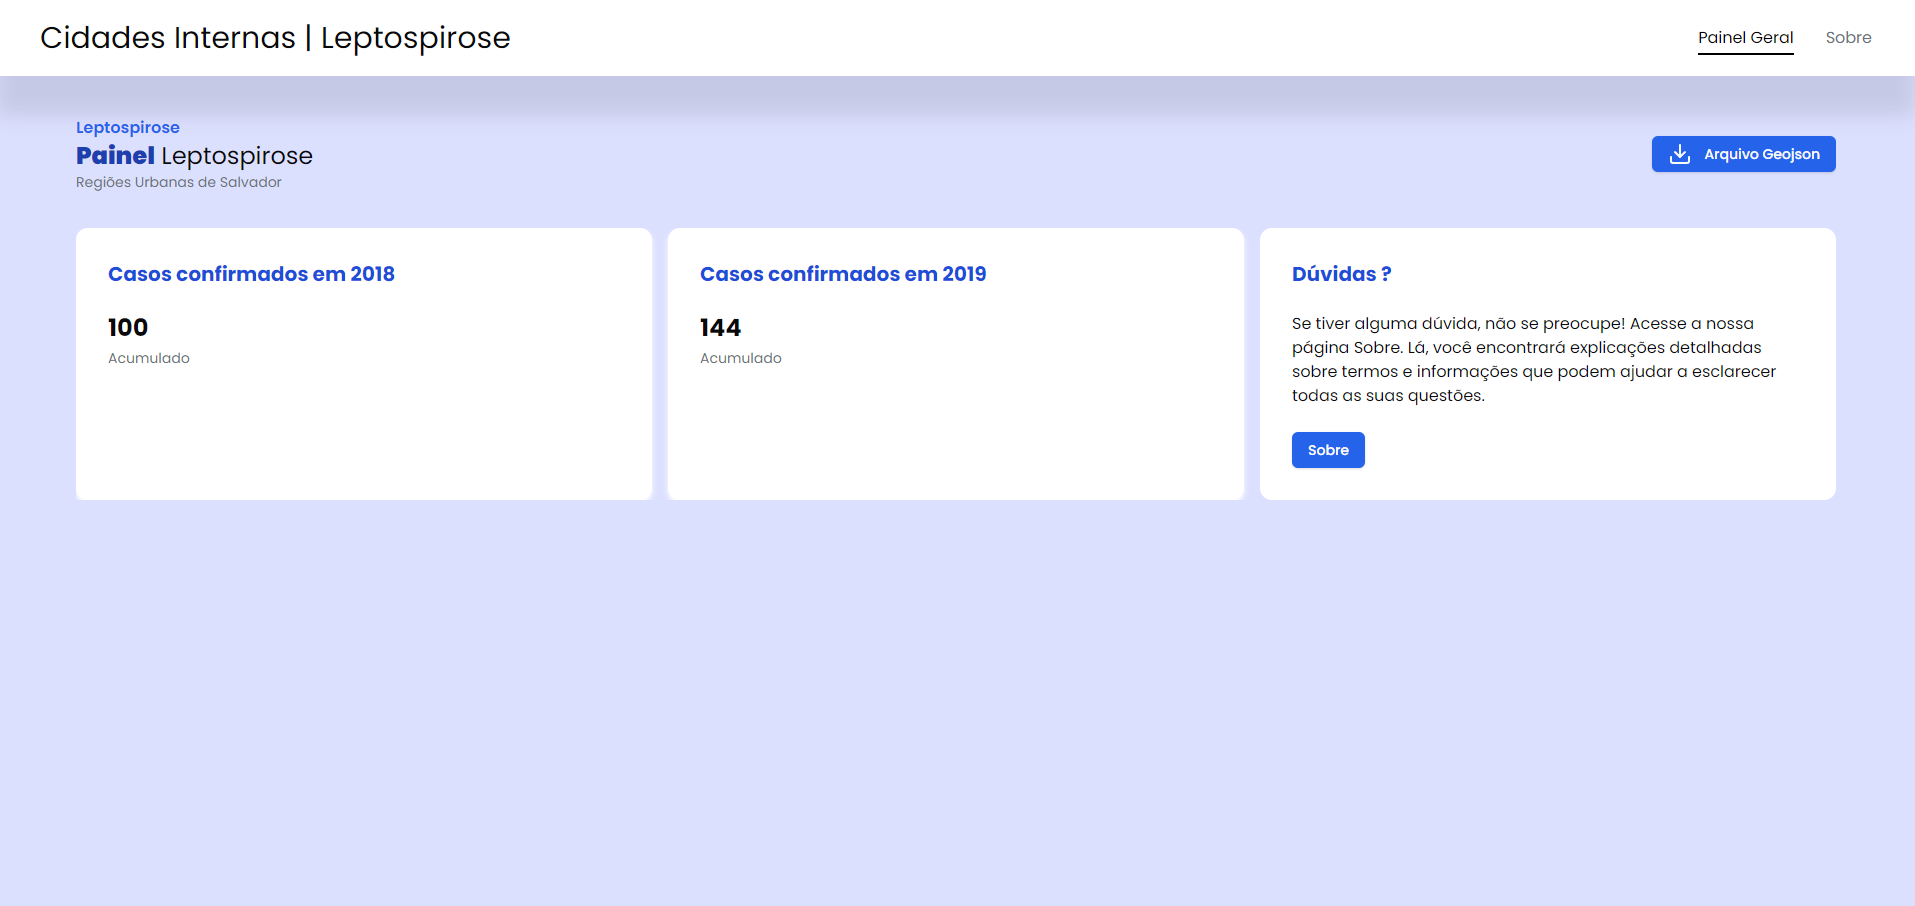 Cidades Internas | Leptospirose
Painel Geral
Sobre
Leptospirose
Painel Leptospirose
Regiões Urbanas de Salvador
Arquivo Geojson
Casos confirmados em 2018
100
Acumulado
Casos confirmados em 2019
144
Acumulado
Dúvidas ?
Se tiver alguma dúvida, não se preocupe! Acesse a nossa
página Sobre. Lá, você encontrará explicações detalhadas
sobre termos e informações que podem ajudar a esclarecer
todas as suas questões.
Sobre